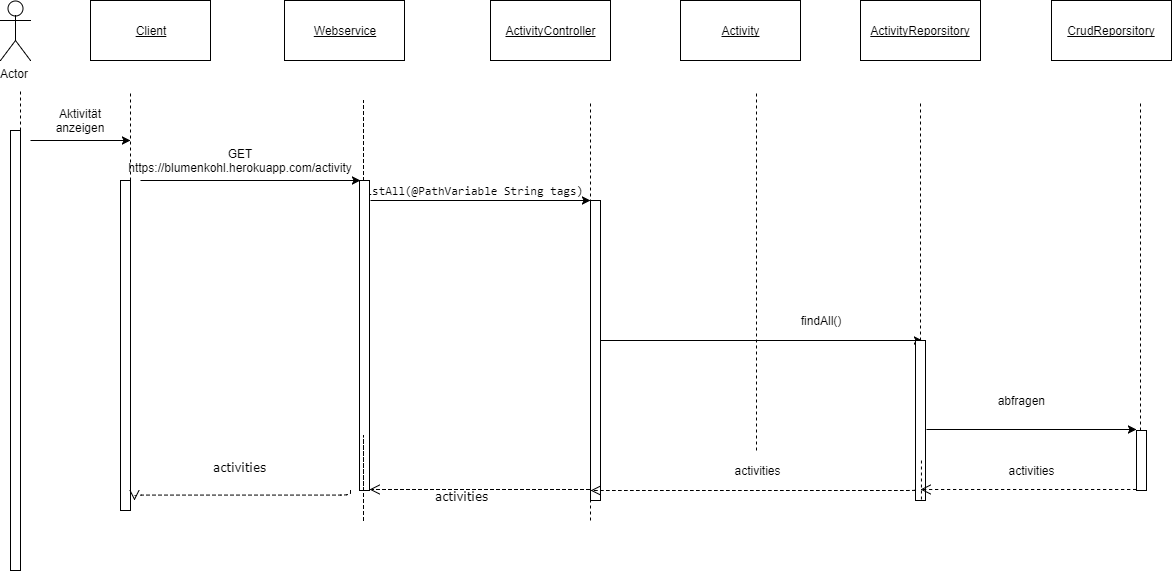 Client
Webservice
ActivityController
Activity
ActivityReporsitory
CrudReporsitory
Actor
Aktivität
anzeigen
GET
https://blumenkohl.herokuapp.com/activity
.stAll(@PathVariable String tags)
findAll()
abfragen
activities
activities
activities
activities